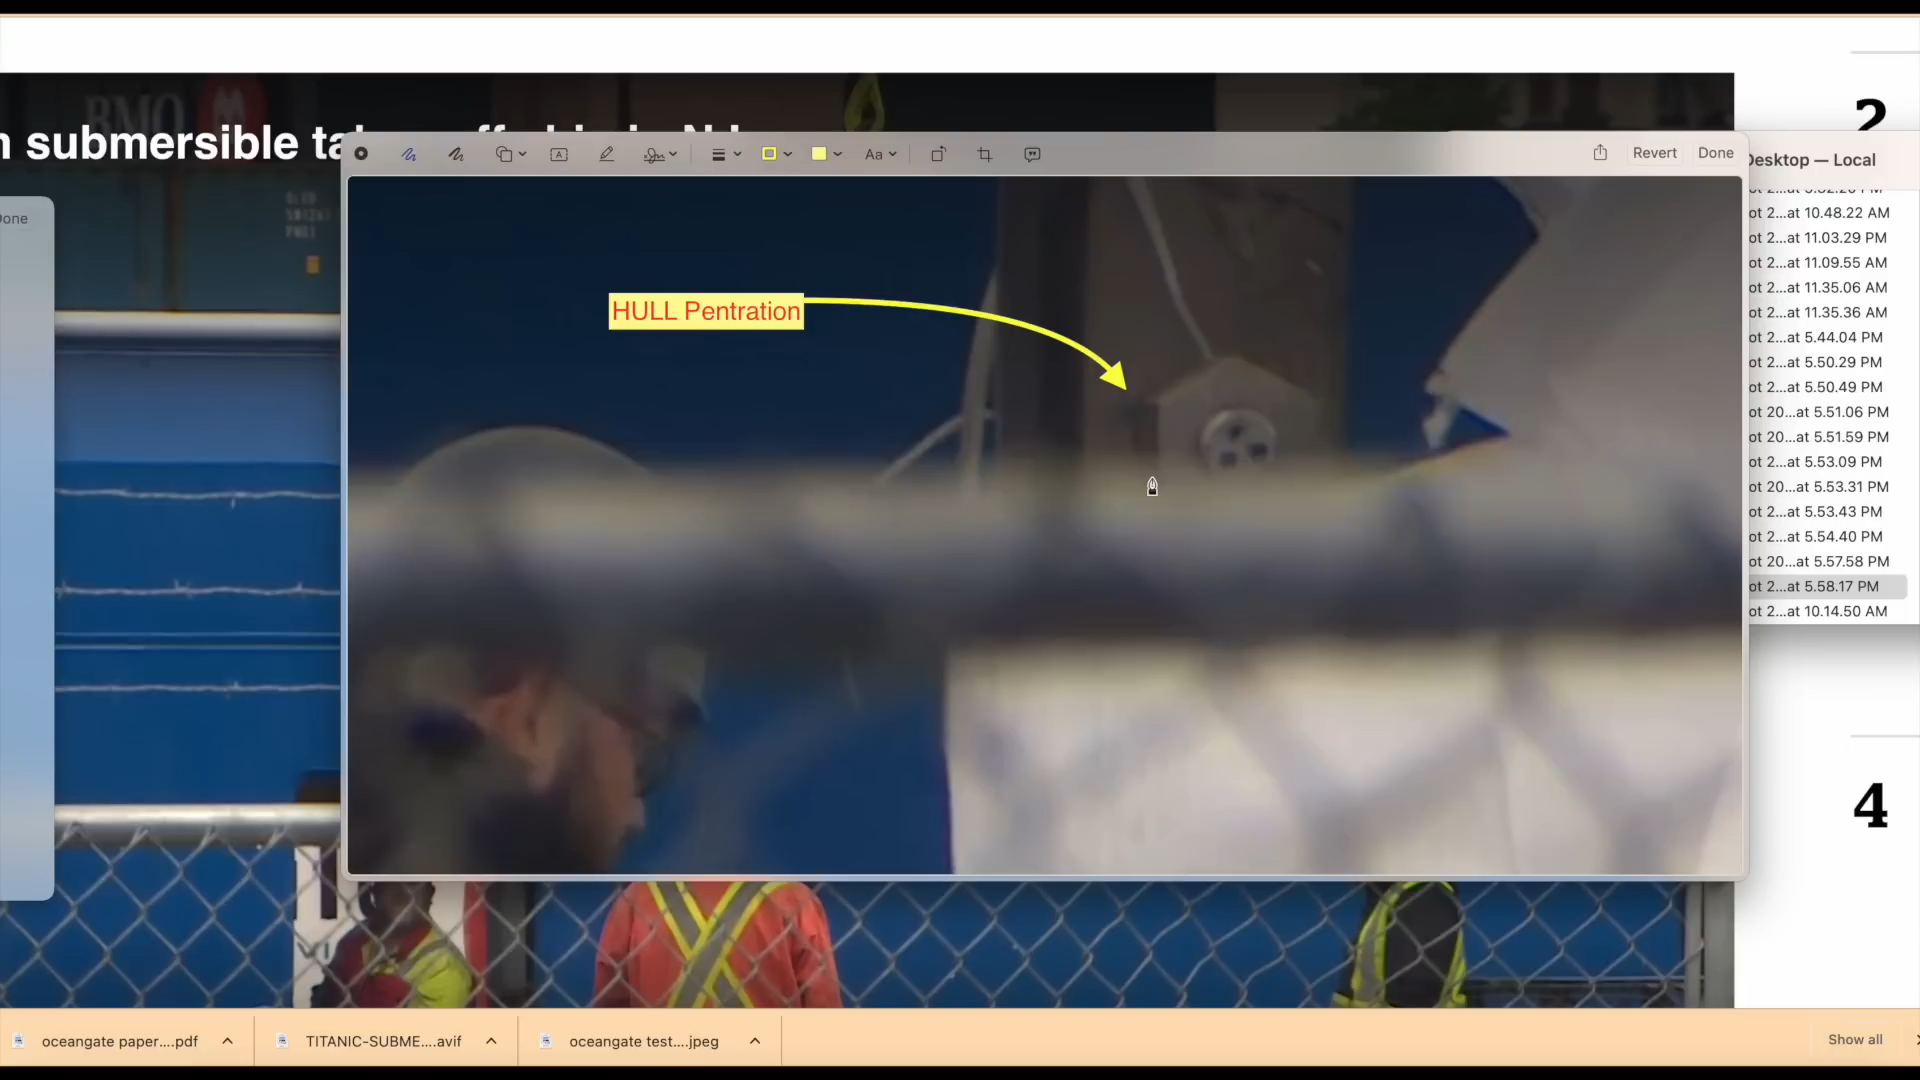 2
BMO
n submersible ta
Aa
Revert
Done
Desktop — Local
ot 2...at 10.48.22 AM
Done
ot 2...at 11.03.29 PM
ot 2...at 11.09.55 AM
ot 2...at 11.35.06 AM
HULL Pentration
ot 2...at 11.35.36 AM
ot 2...at 5.44.04 PM
ot 2...at 5.50.29 PM
ot 2...at 5.50.49 PM
ot 20...at 5.51.06 PM
ot 20...at 5.51.59 PM
ot 2...at 5.53.09 PM
ot 20...at 5.53.31 PM
ot 2...at 5.53.43 PM
ot 2...at 5.54.40 PM
ot 20...at 5.57.58 PM
ot 2...at 5.58.17 PM
ot 2...at 10.14.50 AM
4
oceangate paper....pdf
TITANIC-SUBME....avif
oceangate test....jpeg
Show all